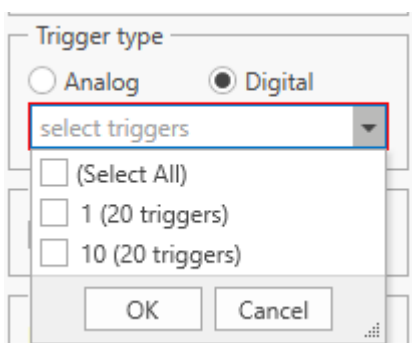 Trigger type
Analog Digital
select triggers
(Select All)
1 (20 triggers)
10 (20 triggers)
OK Cancel